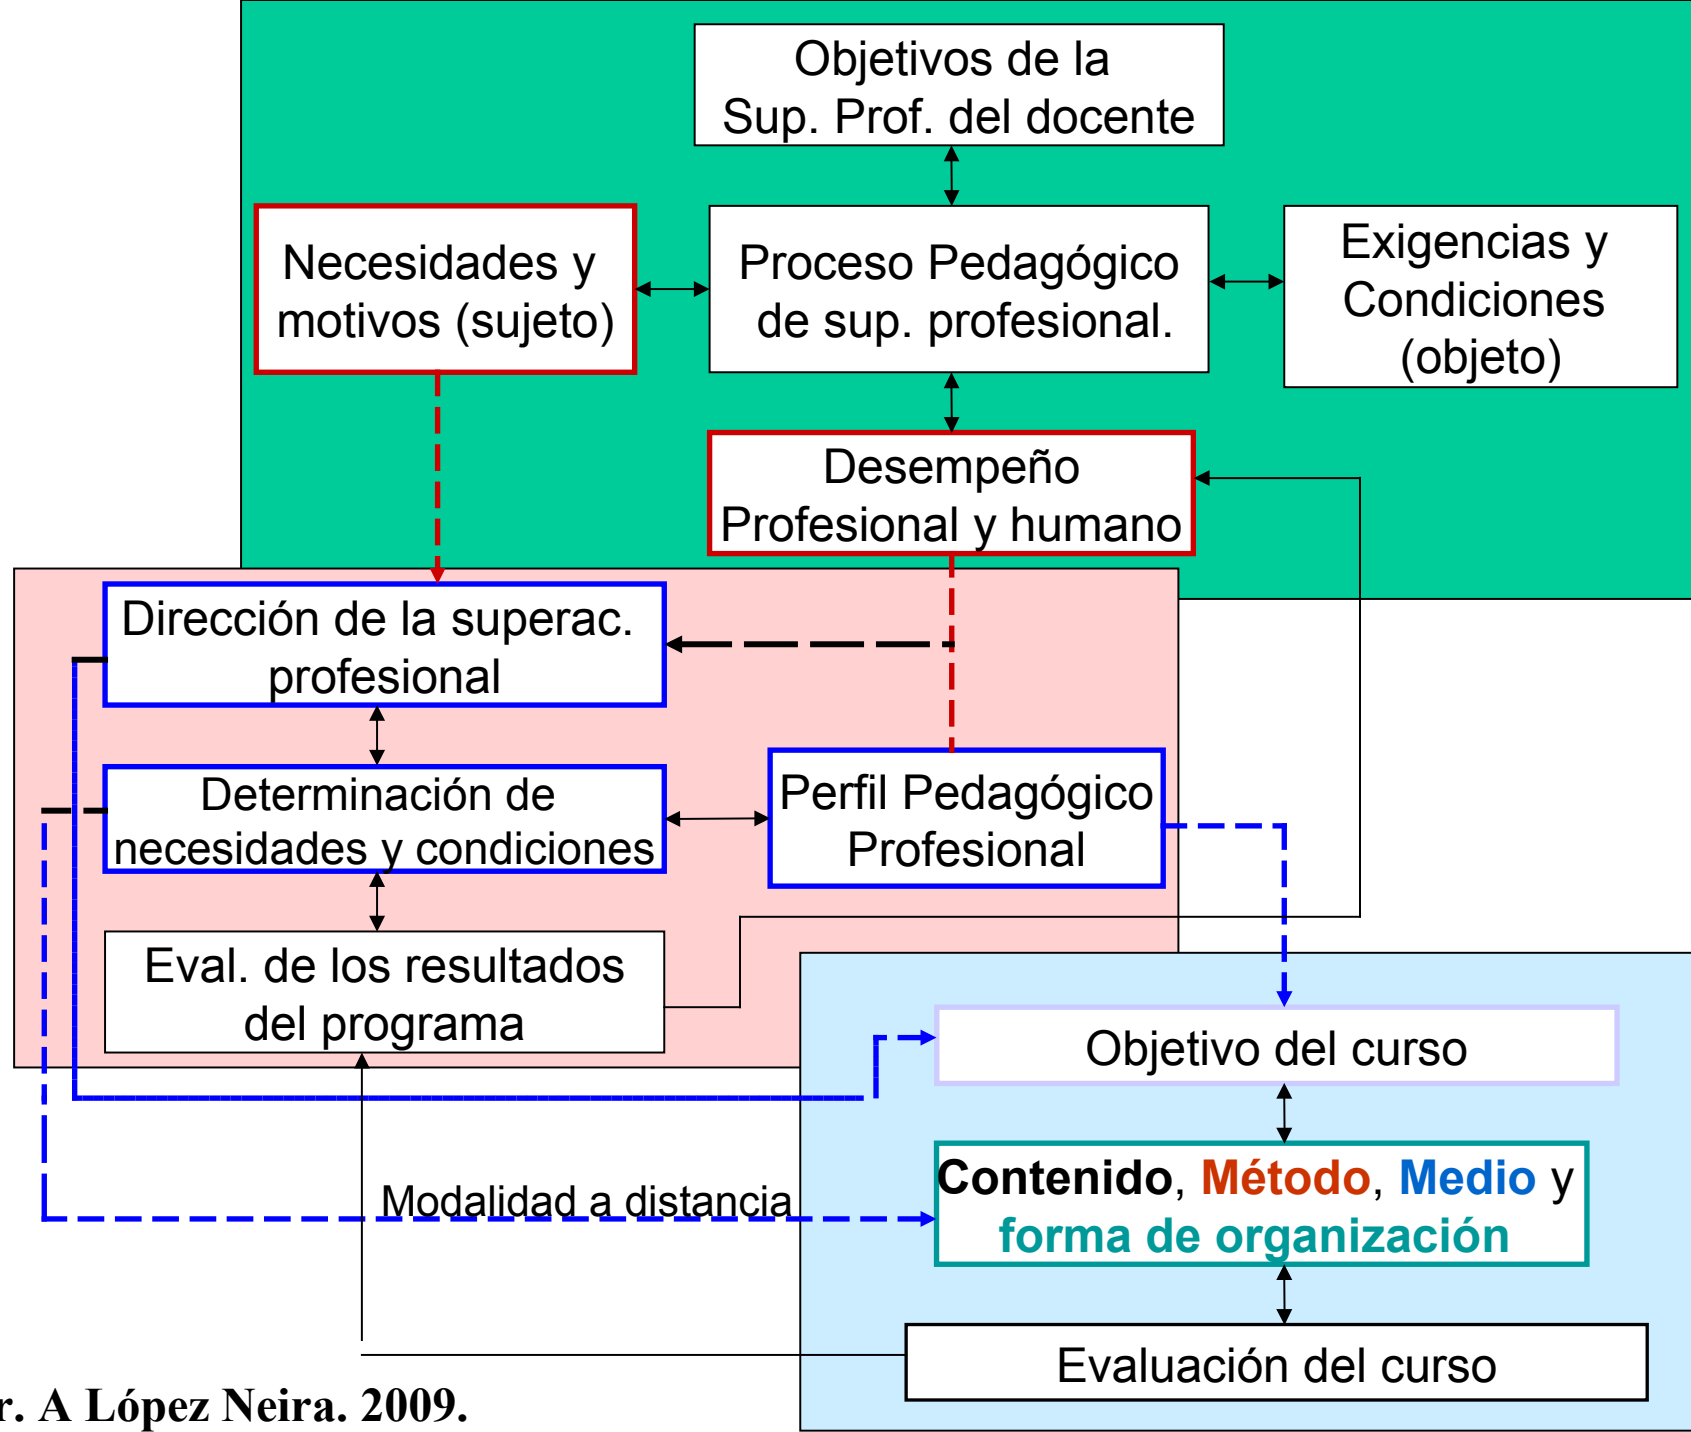 Objetivos de la
Sup. Prof. del docente
Necesidades y
motivos (sujeto)
Proceso Pedagógico
de sup. profesional.
Exigencias y
Condiciones
(objeto)
Desempeño
Profesional y humano
Dirección de la superac.
profesional
Determinación de
necesidades y condiciones
Perfil Pedagógico
Profesional
Eval. de los resultados
del programa
Objetivo del curso
Modalidad a distancia
Contenido, Método, Medio y
forma de organización
Evaluación del curso
r. A López Neira. 2009.